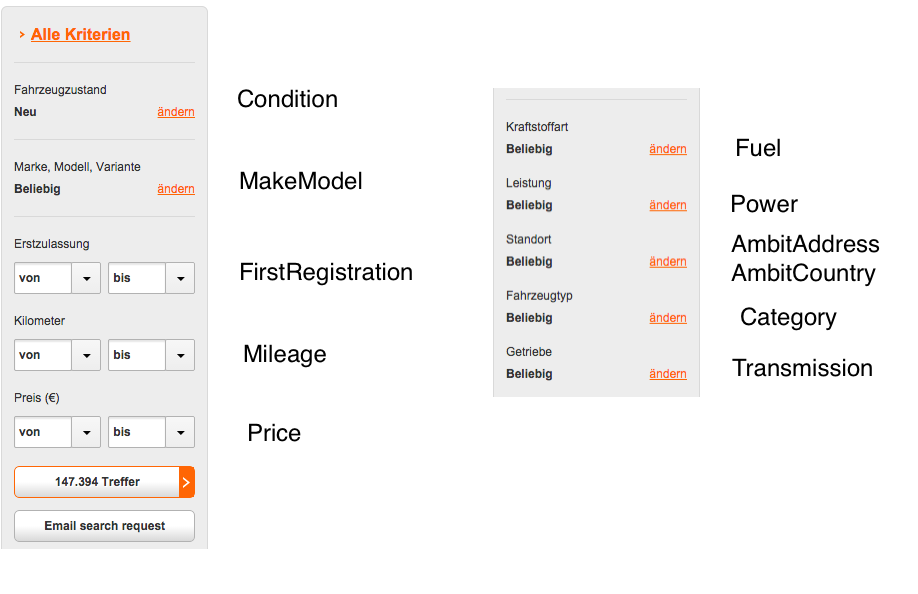 > Alle Kriterien
Fahrzeugzustand
Neu ändern
Condition
Marke, Modell, Variante
Beliebig ändern
MakeModel
Erstzulassung
von bis
FirstRegistration
Kilometer
von bis
Mileage
Preis (€)
von bis
Price
147.394 Treffer >
Email search request
Kraftstoffart
Beliebig ändern
Fuel
Leistung
Beliebig ändern
Power
Standort
Beliebig ändern
AmbitAddress
AmbitCountry
Fahrzeugtyp
Beliebig ändern
Category
Getriebe
Beliebig ändern
Transmission